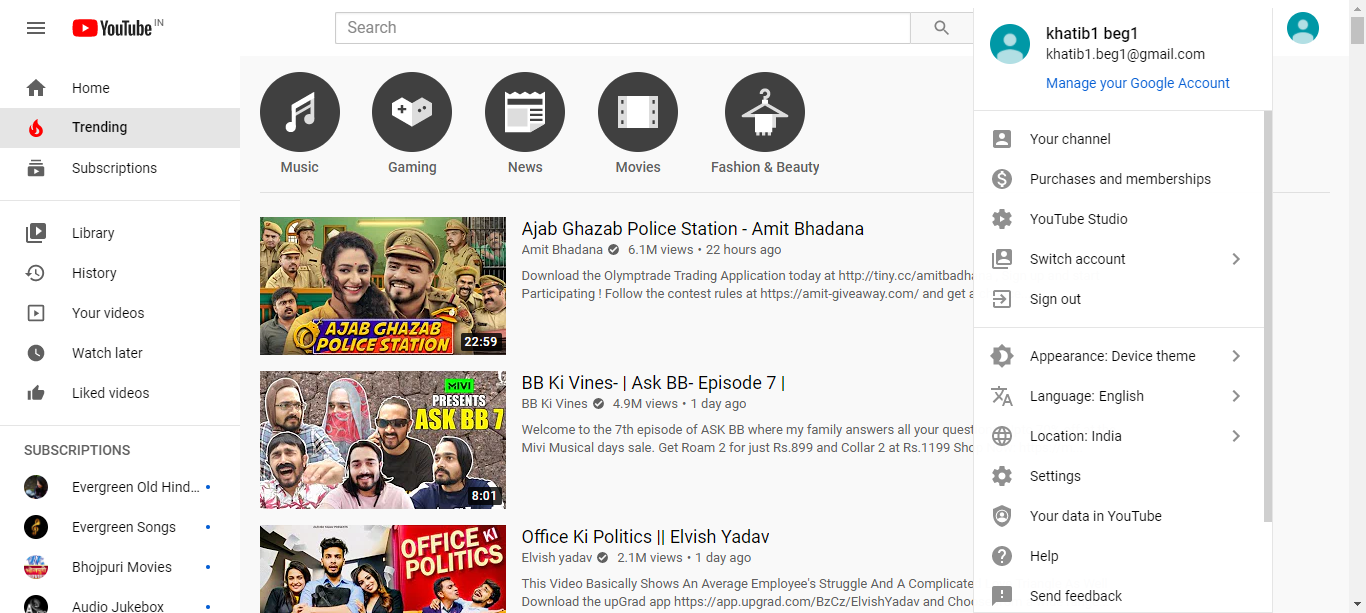 YouTube IN
Search
Home
Trending
Subscriptions
Library
History
Your videos
Watch later
Liked videos
SUBSCRIPTIONS
Evergreen Old Hind...
Evergreen Songs
Bhojpuri Movies
Audio Jukebox
Music
Gaming
News
Movies
Fashion & Beauty
AJAB GHAZAB
POLICE STATION
22:59
Ajab Ghazab Police Station - Amit Bhadana
Amit Bhadana 6.1M views • 22 hours ago
Download the Olymptrade Trading Application today at http://tiny.cc/amitbadha
Participating ! Follow the contest rules at https://amit-giveaway.com/ and get a
MIVI
PRESENTS
ASK BB 7
8:01
BB Ki Vines- | Ask BB- Episode 7 |
BB Ki Vines 4.9M views • 1 day ago
Welcome to the 7th episode of ASK BB where my family answers all your quest
Mivi Musical days sale. Get Roam 2 for just Rs.899 and Collar 2 at Rs.1199 Sho
OFFICE KI
POLITICS
Office Ki Politics || Elvish Yadav
Elvish yadav 2.1M views • 1 day ago
This Video Basically Shows An Average Employee's Struggle And A Complicate
Download the upGrad app https://app.upgrad.com/BzCz/ElvishYadav and Choo
khatib1 beg1
khatib1.beg1@gmail.com
Manage your Google Account
Your channel
Purchases and memberships
YouTube Studio
Switch account
Sign out
Appearance: Device theme
Language: English
Location: India
Settings
Your data in YouTube
Help
Send feedback